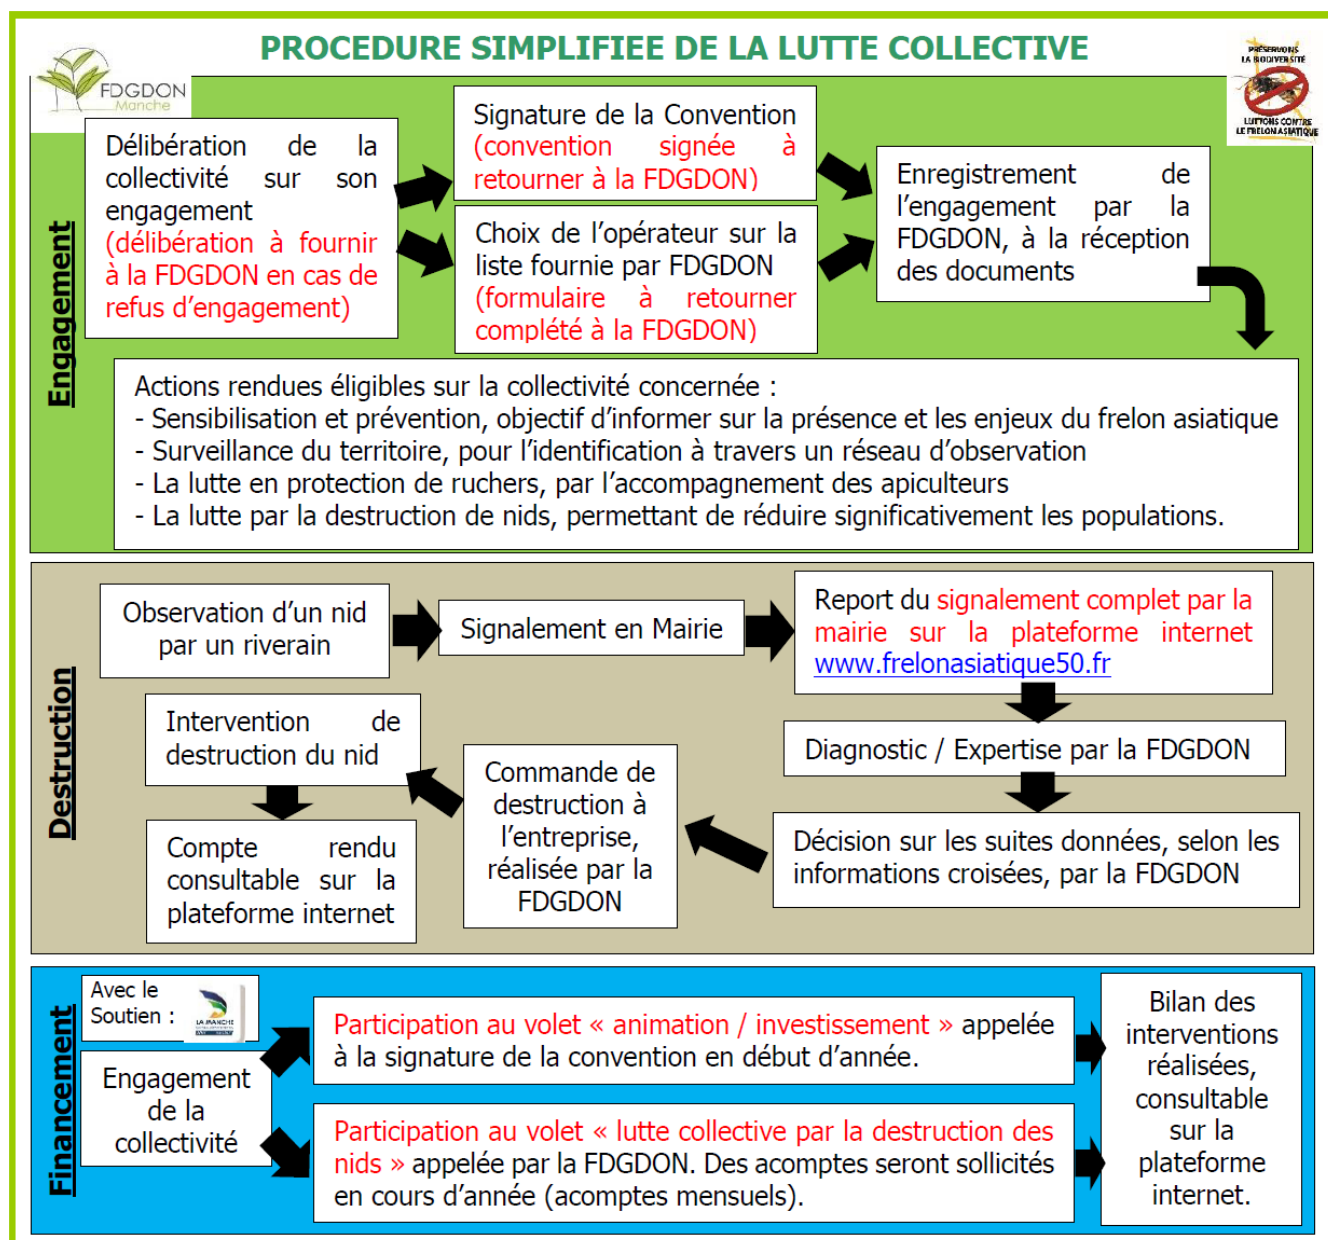 PROCEDURE SIMPLIFIEE DE LA LUTTE COLLECTIVE
FDGDON
Manche
PRÉSERVONS
LA BIODIVERSITÉ
LUTTONS CONTRE
LE FRELON ASIATIQUE
Engagement
Délibération de la
collectivité sur son
engagement
(délibération à fournir
à la FDGDON en cas de
refus d'engagement)
Signature de la Convention
(convention signée à
retourner à la FDGDON)
Choix de l'opérateur sur la
liste fournie par FDGDON
(formulaire à retourner
complété à la FDGDON)
Enregistrement de
l'engagement par la
FDGDON, à la réception
des documents
Actions rendues éligibles sur la collectivité concernée :
- Sensibilisation et prévention, objectif d'informer sur la présence et les enjeux du frelon asiatique
- Surveillance du territoire, pour l'identification à travers un réseau d'observation
- La lutte en protection de ruchers, par l'accompagnement des apiculteurs
- La lutte par la destruction de nids, permettant de réduire significativement les populations.
Destruction
Observation d'un nid
par un riverain
Signalement en Mairie
Report du signalement complet par la
mairie sur la plateforme internet
www.frelonasiatique50.fr
Diagnostic / Expertise par la FDGDON
Décision sur les suites données, selon les
informations croisées, par la FDGDON
Commande de
destruction à
l'entreprise,
réalisée par la
FDGDON
Intervention de
destruction du nid
Compte rendu
consultable sur la
plateforme internet
Financement
Avec le
Soutien :
LA MANCHE
Engagement
de la
collectivité
Participation au volet « animation / investissement » appelée
à la signature de la convention en début d'année.
Participation au volet « lutte collective par la destruction des
nids » appelée par la FDGDON. Des acomptes seront sollicités
en cours d'année (acomptes mensuels).
Bilan des
interventions
réalisées,
consultable
sur la
plateforme
internet.